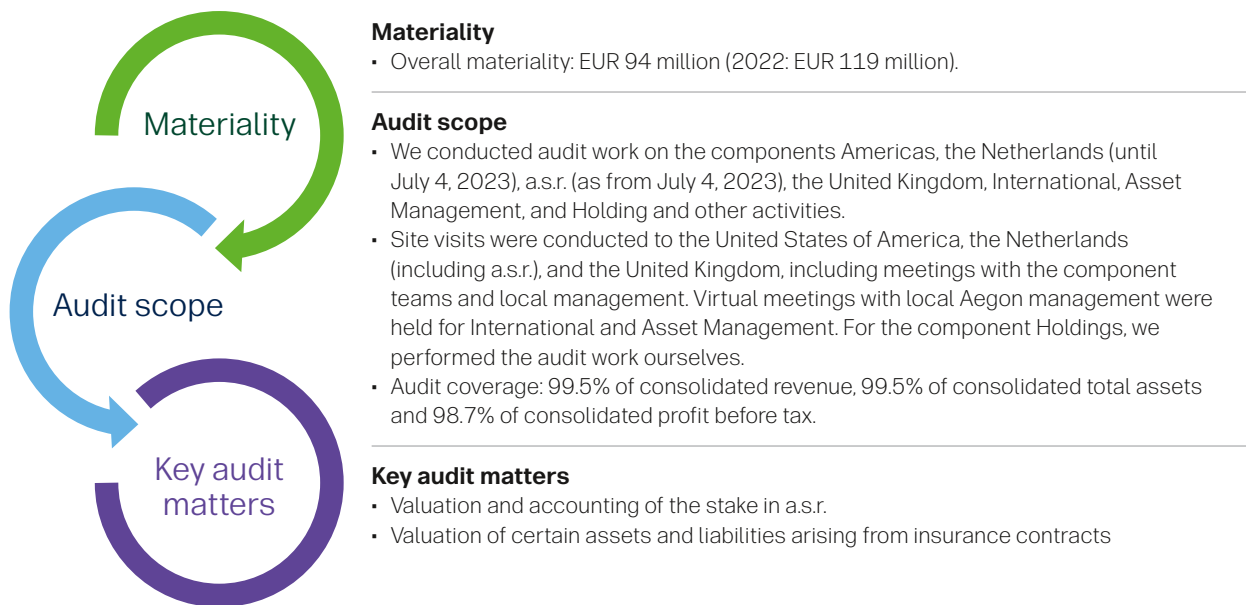 Materiality
Materiality
• Overall materiality: EUR 94 million (2022: EUR 119 million).
Audit scope
Audit scope
• We conducted audit work on the components Americas, the Netherlands (until
July 4, 2023), a.s.r. (as from July 4, 2023), the United Kingdom, International, Asset
Management, and Holding and other activities.
• Site visits were conducted to the United States of America, the Netherlands
(including a.s.r.), and the United Kingdom, including meetings with the component
teams and local management. Virtual meetings with local Aegon management were
held for International and Asset Management. For the component Holdings, we
performed the audit work ourselves.
• Audit coverage: 99.5% of consolidated revenue, 99.5% of consolidated total assets
and 98.7% of consolidated profit before tax.
Key audit
matters
Key audit matters
• Valuation and accounting of the stake in a.s.r.
• Valuation of certain assets and liabilities arising from insurance contracts